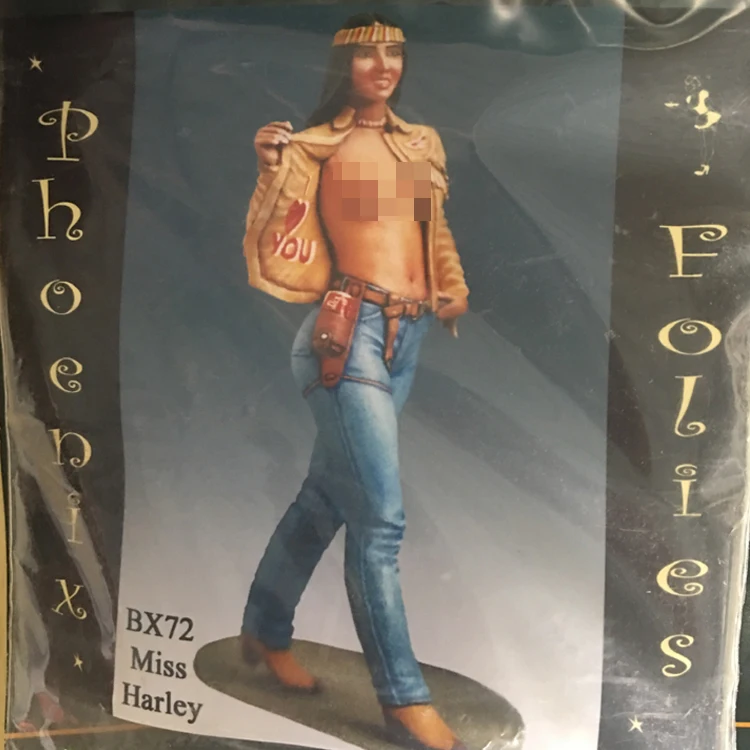 Phoenix
Folies
YOU
BX72
Miss
Harley